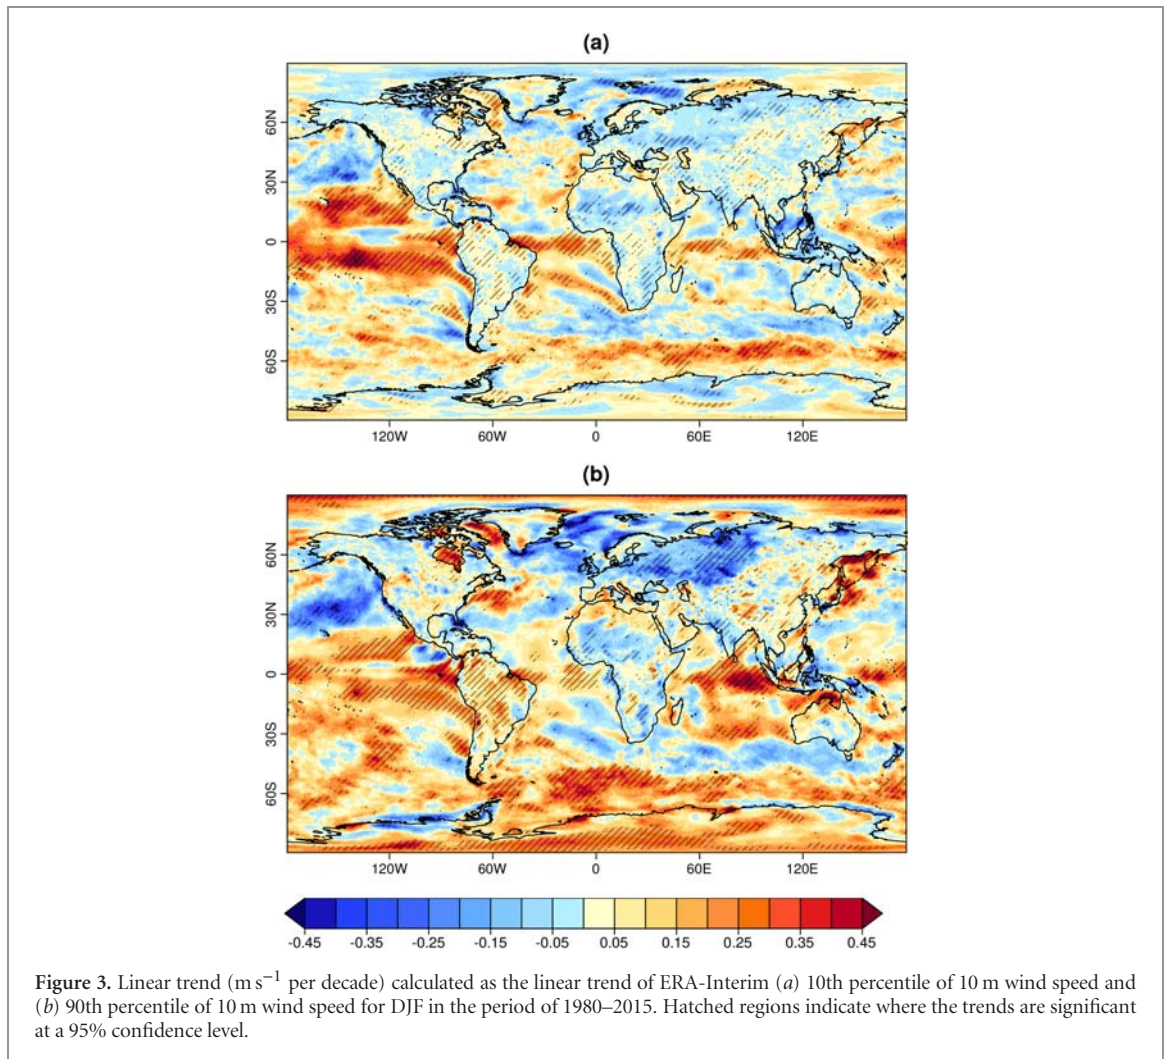 (a)
60N
30N
0
30S
60S
120W 60W 0 60E 120E
(b)
60N
30N
0
30S
60S
120W 60W 0 60E 120E
-0.45 -0.35 -0.25 -0.15 -0.05 0.05 0.15 0.25 0.35 0.45
Figure 3. Linear trend (m s⁻¹ per decade) calculated as the linear trend of ERA-Interim (a) 10th percentile of 10 m wind speed and
(b) 90th percentile of 10 m wind speed for DJF in the period of 1980–2015. Hatched regions indicate where the trends are significant
at a 95% confidence level.